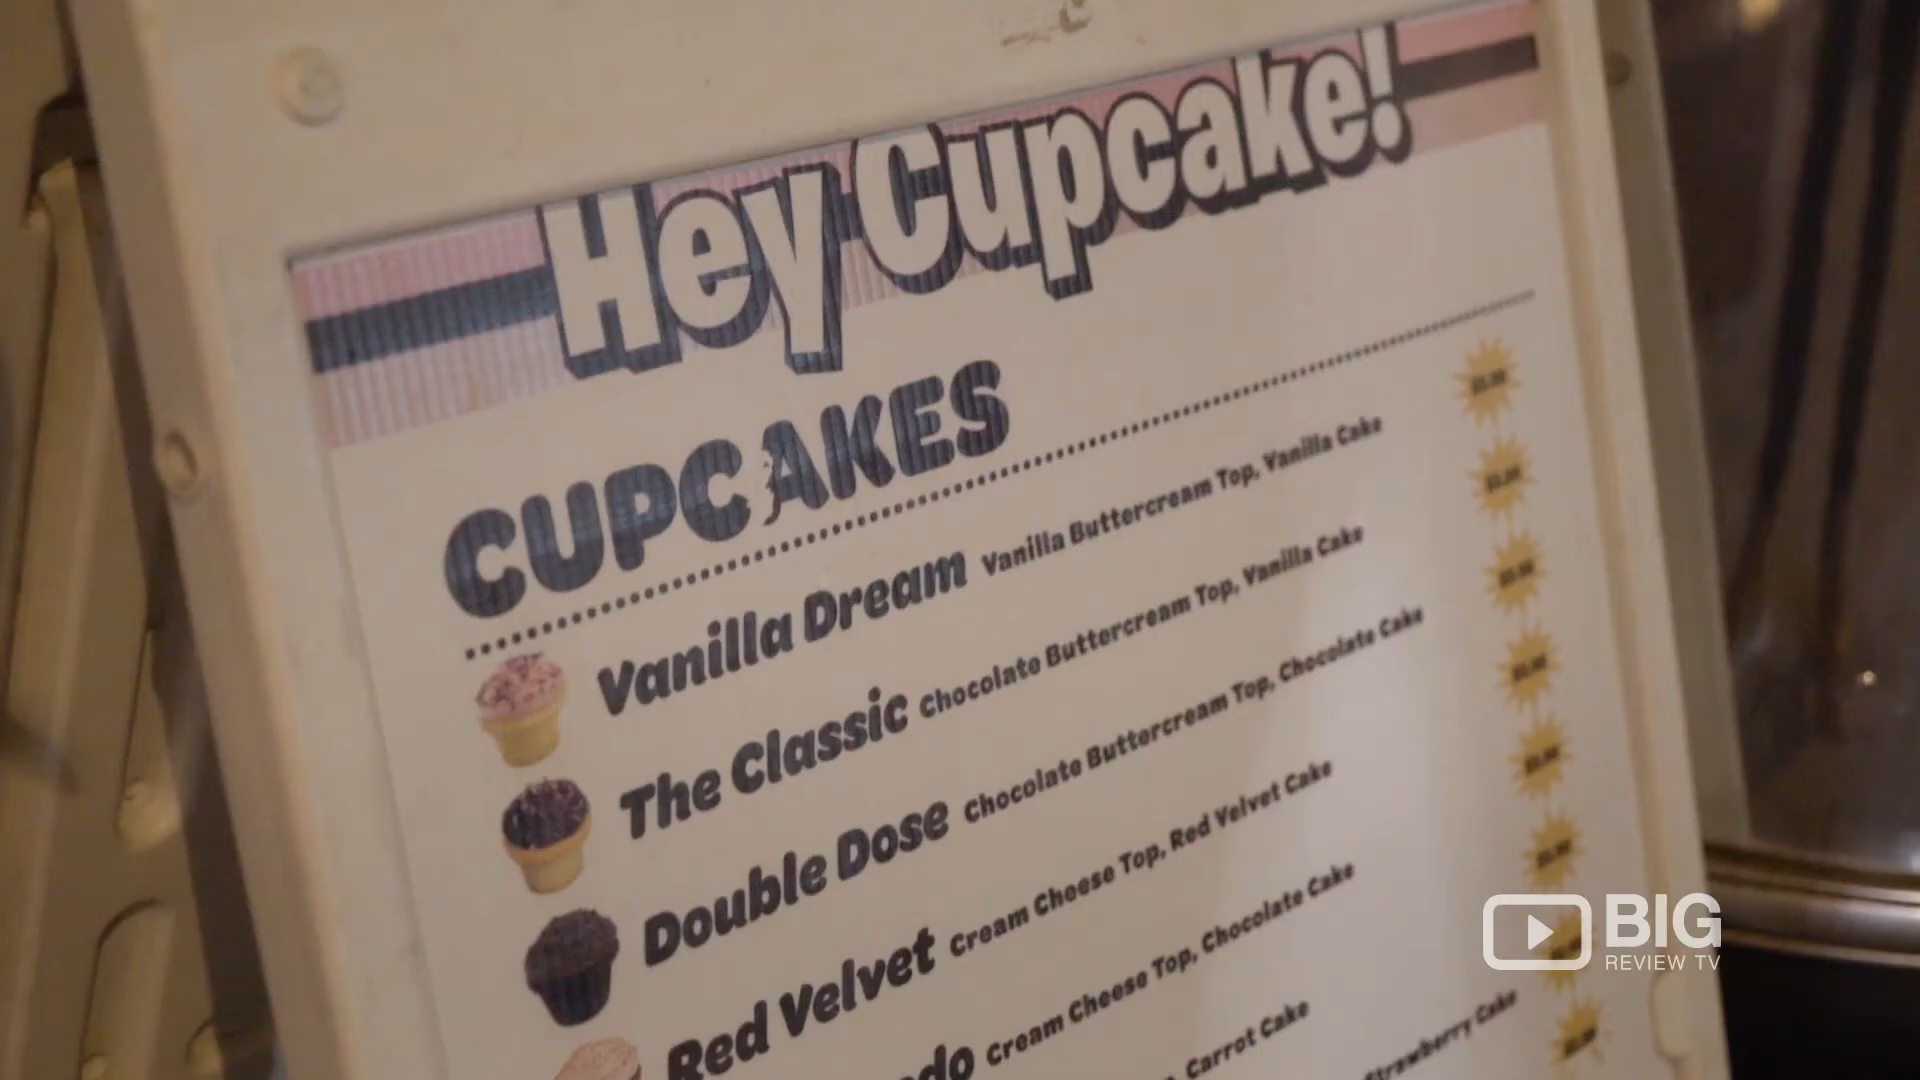 Hey Cupcake!
CUPCAKES
Vanilla Dream Vanilla Buttercream Top, Vanilla Cake
The Classic Chocolate Buttercream Top, Vanilla Cake
Double Dose Chocolate Buttercream Top, Chocolate Cake
Red Velvet Cream Cheese Top, Red Velvet Cake
Cream Cheese Top, Chocolate Cake
Carrot Cake
Strawberry Cake
BIG
REVIEW TV